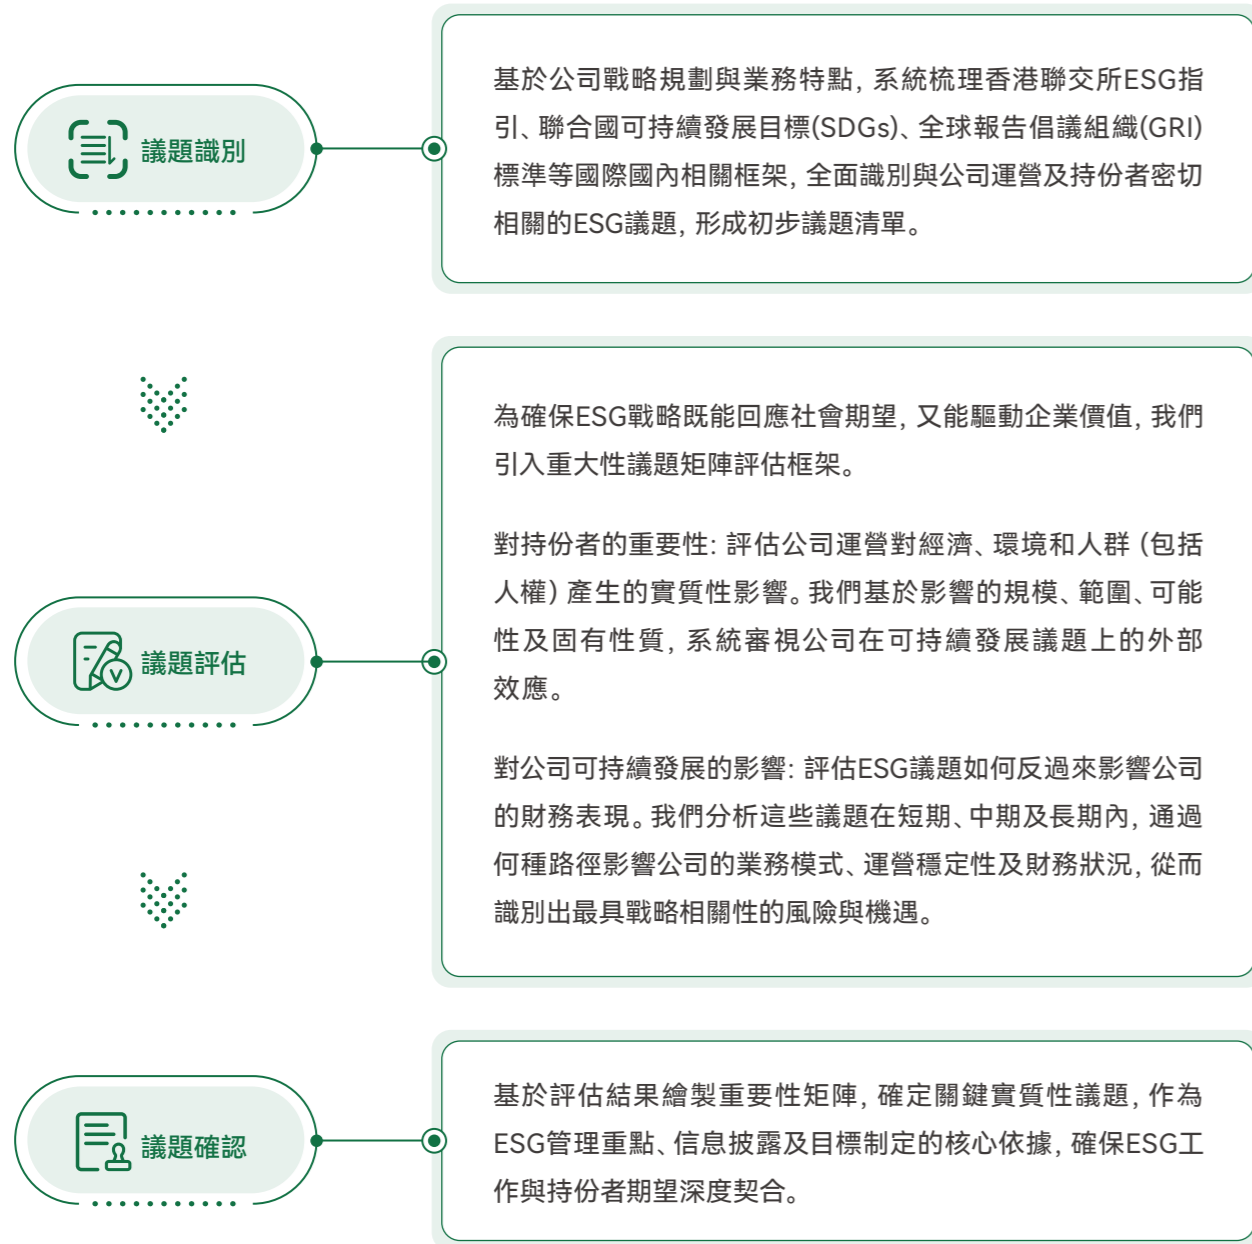 議題識別
基於公司戰略規劃與業務特點, 系統梳理香港聯交所ESG指
引、聯合國可持續發展目標(SDGs)、全球報告倡議組織(GRI)
標準等國際國內相關框架, 全面識別與公司運營及持份者密切
相關的ESG議題, 形成初步議題清單。
議題評估
為確保ESG戰略既能回應社會期望, 又能驅動企業價值, 我們
引入重大性議題矩陣評估框架。
對持份者的重要性: 評估公司運營對經濟、環境和人群 (包括
人權) 產生的實質性影響。我們基於影響的規模、範圍、可能
性及固有性質, 系統審視公司在可持續發展議題上的外部
效應。
對公司可持續發展的影響: 評估ESG議題如何反過來影響公司
的財務表現。我們分析這些議題在短期、中期及長期內, 通過
何種路徑影響公司的業務模式、運營穩定性及財務狀況, 從而
識別出最具戰略相關性的風險與機遇。
議題確認
基於評估結果繪製重要性矩陣, 確定關鍵實質性議題, 作為
ESG管理重點、信息披露及目標制定的核心依據, 確保ESG工
作與持份者期望深度契合。